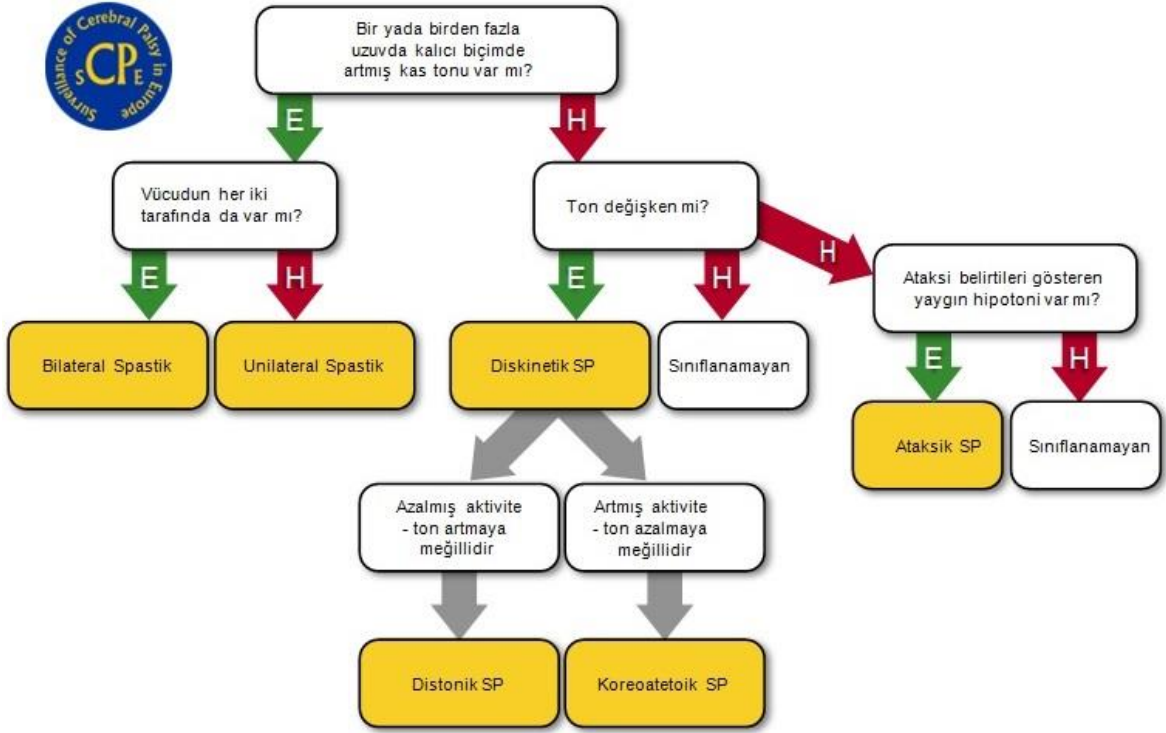 Surveillance of Cerebral Palsy in Europe
SCPE
Bir yada birden fazla
uzuvda kalıcı biçimde
artmış kas tonu var mı?
E
H
Vücudun her iki
tarafında da var mı?
Ton değişken mi?
H
E
H
E
H
Ataksi belirtileri gösteren
yaygın hipotoni var mı?
Bilateral Spastik
Unilateral Spastik
Diskinetik SP
Sınıflanamayan
E
H
Ataksik SP
Sınıflanamayan
Azalmış aktivite
- ton artmaya
meğillidir
Artmış aktivite
- ton azalmaya
meğillidir
Distonik SP
Koreoatetoik SP